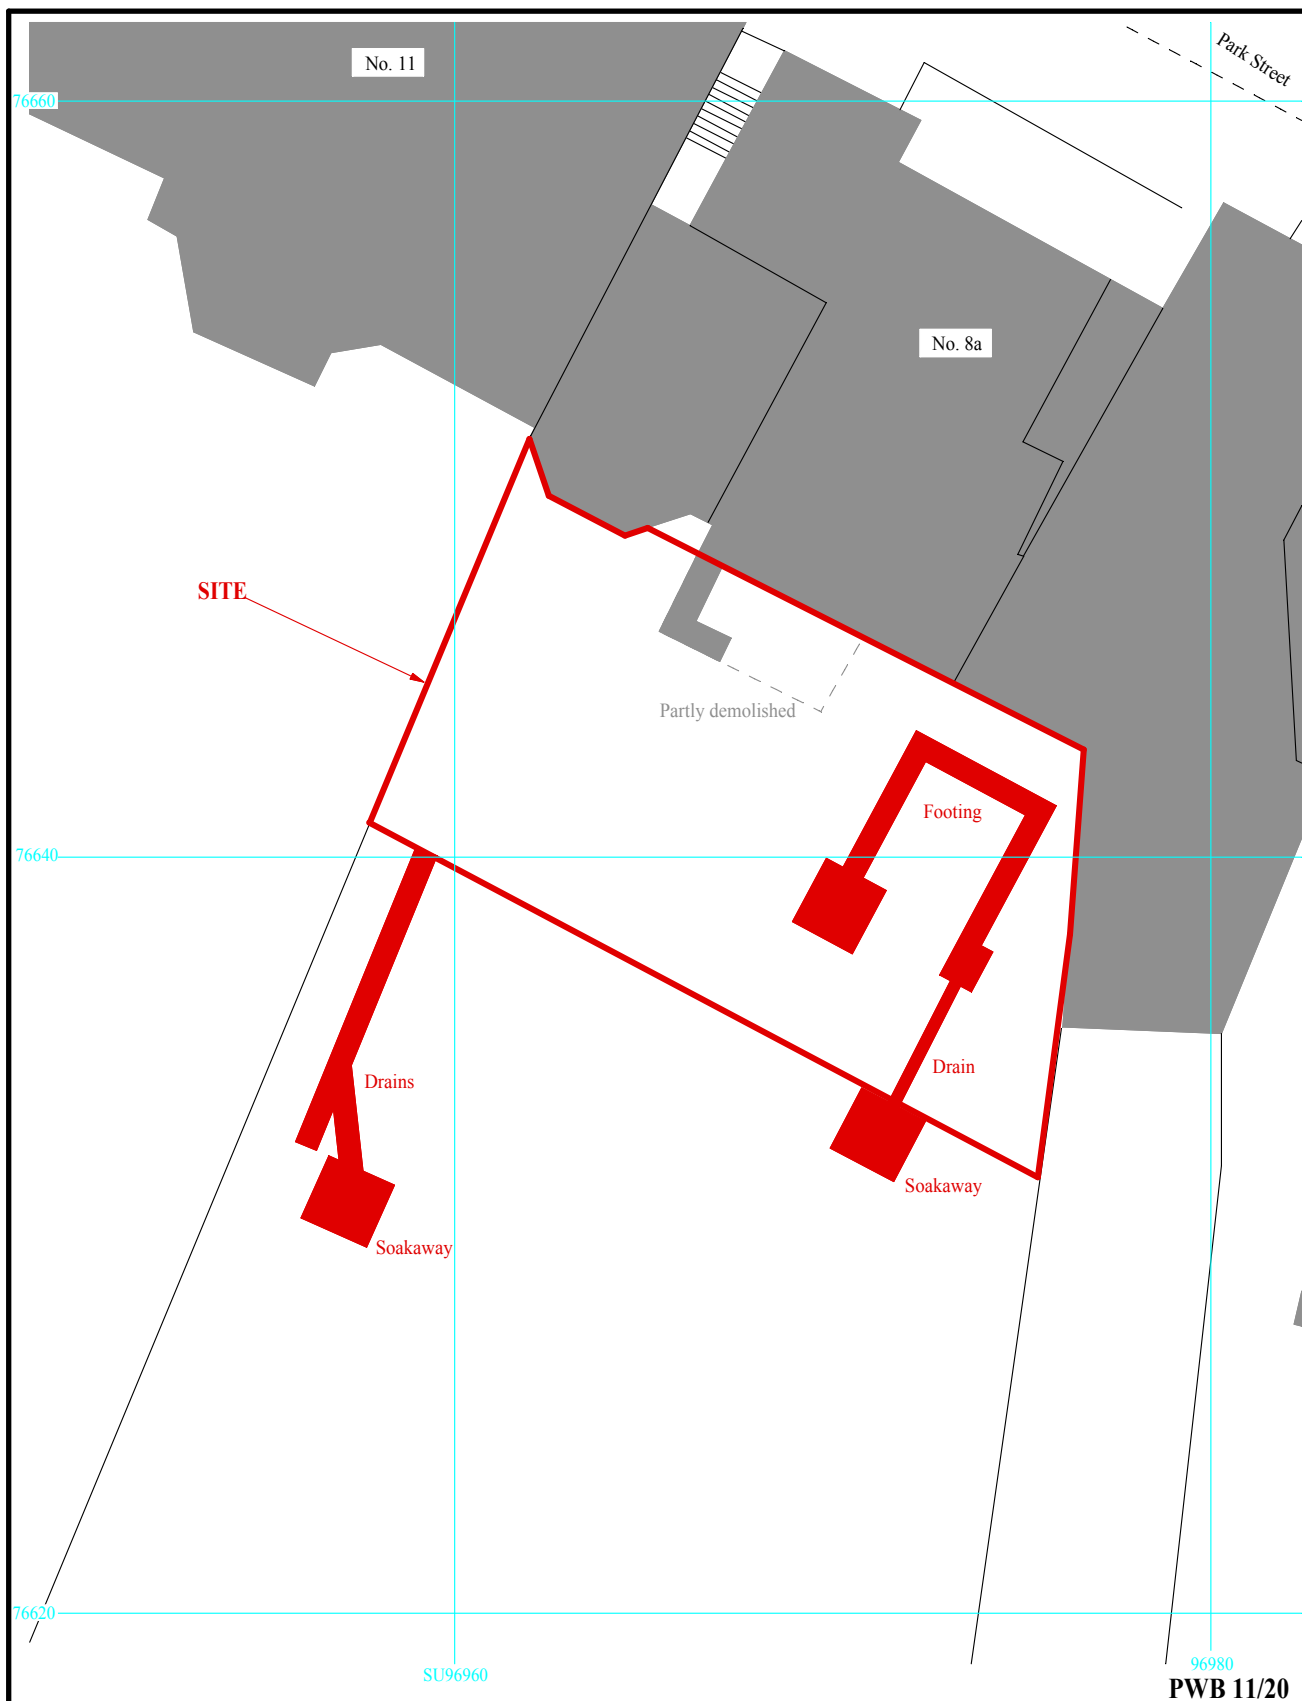 Park Street
No. 11
76660
No. 8a
SITE
Partly demolished
Footing
76640
Drain
Drains
Soakaway
Soakaway
76620
SU96960
96980
PWB 11/20